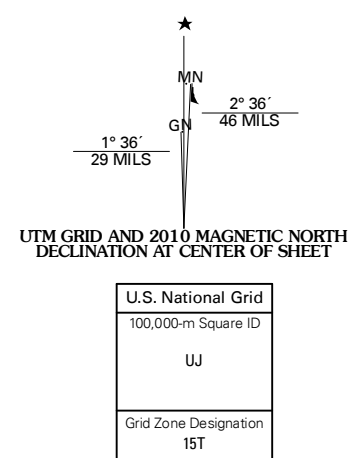 MN
2° 36´
46 MILS
GN
1° 36´
29 MILS
UTM GRID AND 2010 MAGNETIC NORTH
DECLINATION AT CENTER OF SHEET
U.S. National Grid
100,000-m Square ID
UJ
Grid Zone Designation
15T